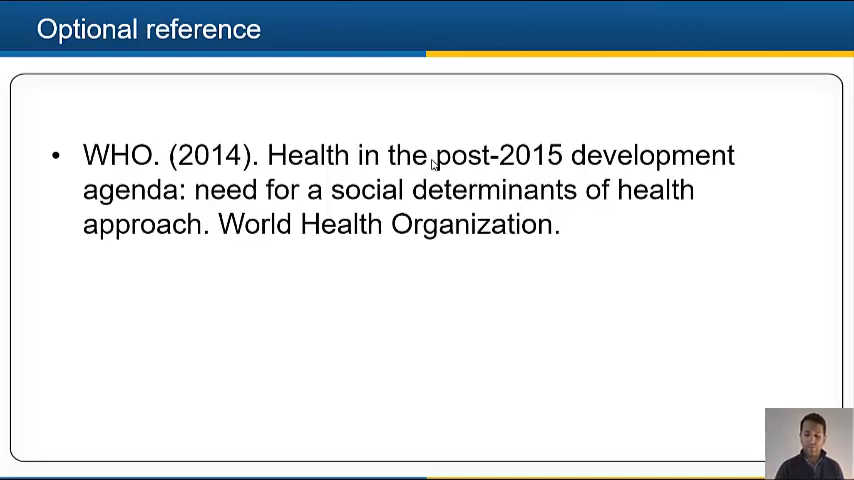 Optional reference
• WHO. (2014). Health in the post-2015 development
agenda: need for a social determinants of health
approach. World Health Organization.